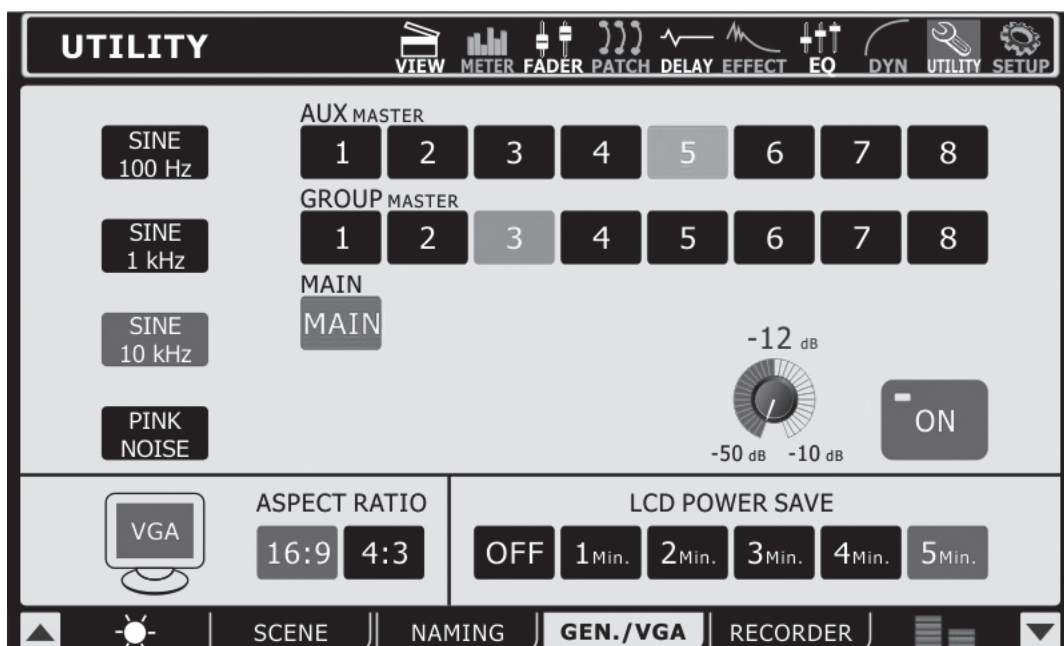 UTILITY
VIEW METER FADER PATCH DELAY EFFECT EQ DYN UTILITY SETUP
AUX MASTER
SINE
100 Hz
1 2 3 4 5 6 7 8
GROUP MASTER
SINE
1 kHz
1 2 3 4 5 6 7 8
MAIN
MAIN
SINE
10 kHz
-12 dB
PINK
NOISE
ON
-50 dB -10 dB
VGA
ASPECT RATIO
16:9 4:3
LCD POWER SAVE
OFF 1Min. 2Min. 3Min. 4Min. 5Min.
SCENE NAMING GEN./VGA RECORDER